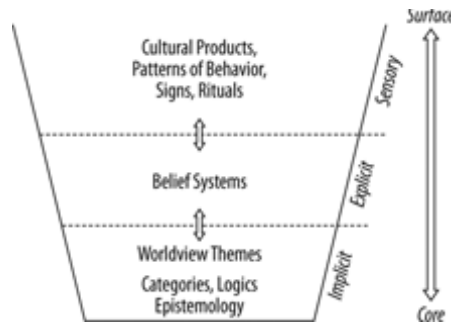 Surface
Cultural Products,
Patterns of Behavior,
Signs, Rituals
Sensory
Belief Systems
Explicit
Worldview Themes
Categories, Logics
Epistemology
Implicit
Core